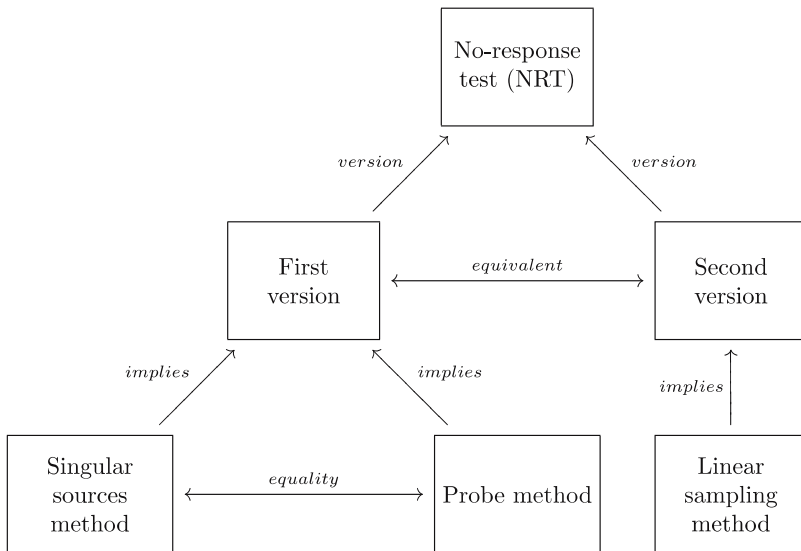 No-response
test (NRT)
version
version
First
version
equivalent
Second
version
implies
implies
implies
Singular
sources
method
equality
Probe method
Linear
sampling
method